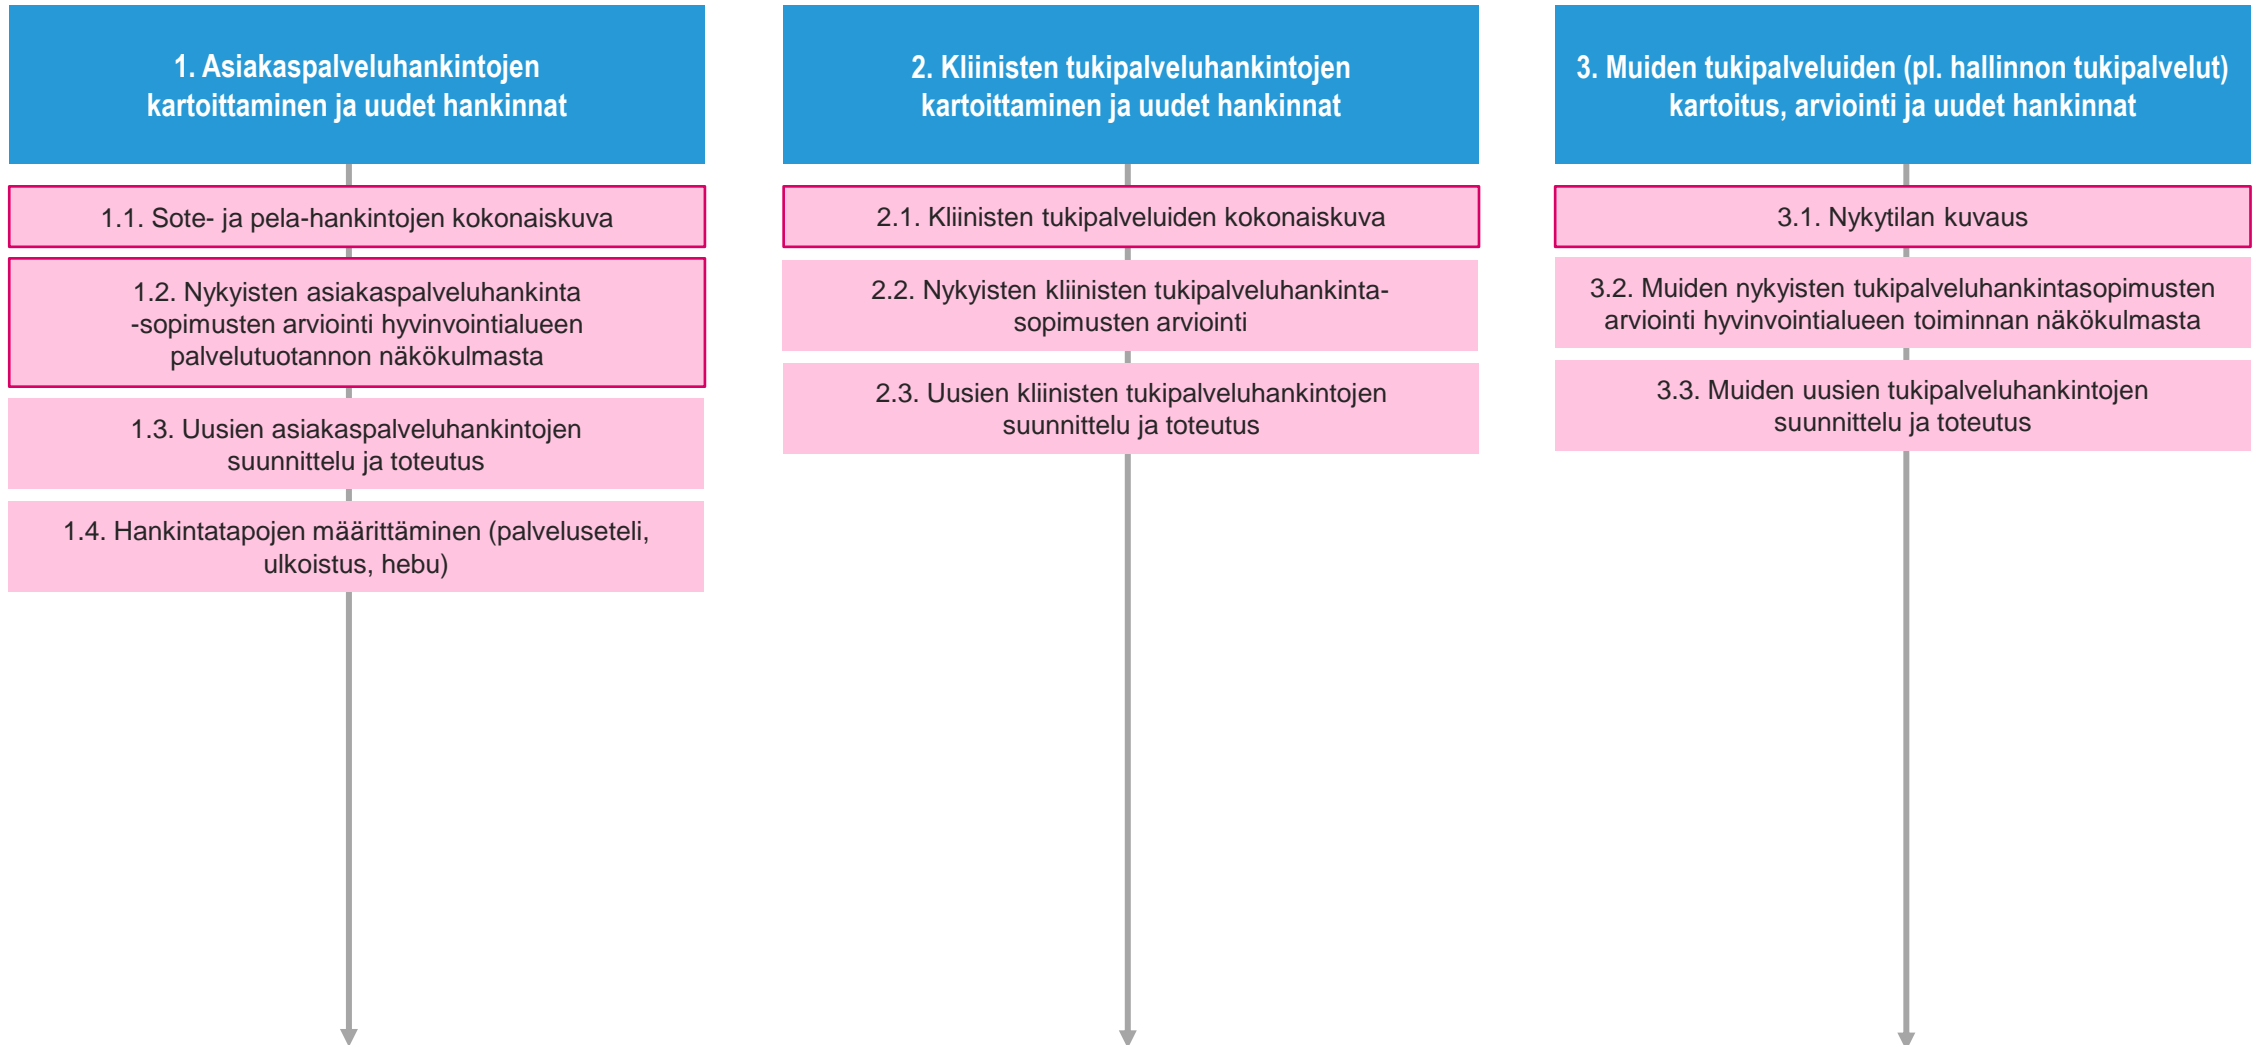 1. Asiakaspalveluhankintojen
kartoittaminen ja uudet hankinnat
1.1. Sote- ja pela-hankintojen kokonaiskuva
1.2. Nykyisten asiakaspalveluhankinta
-sopimusten arviointi hyvinvointialueen
palvelutuotannon näkökulmasta
1.3. Uusien asiakaspalveluhankintojen
suunnittelu ja toteutus
1.4. Hankintatapojen määrittäminen (palveluseteli,
ulkoistus, hebu)
2. Kliinisten tukipalveluhankintojen
kartoittaminen ja uudet hankinnat
2.1. Kliinisten tukipalveluiden kokonaiskuva
2.2. Nykyisten kliinisten tukipalveluhankinta-
sopimusten arviointi
2.3. Uusien kliinisten tukipalveluhankintojen
suunnittelu ja toteutus
3. Muiden tukipalveluiden (pl. hallinnon tukipalvelut)
kartoitus, arviointi ja uudet hankinnat
3.1. Nykytilan kuvaus
3.2. Muiden nykyisten tukipalveluhankintasopimusten
arviointi hyvinvointialueen toiminnan näkökulmasta
3.3. Muiden uusien tukipalveluhankintojen
suunnittelu ja toteutus